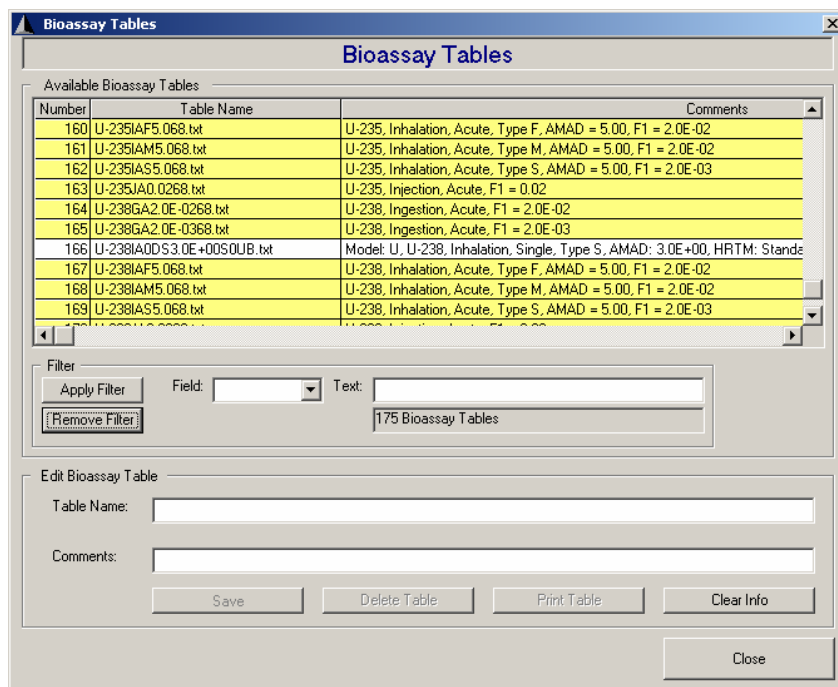 Bioassay Tables
Bioassay Tables
Available Bioassay Tables
Number Table Name Comments
160 U-235IAF5.068.txt U-235, Inhalation, Acute, Type F, AMAD = 5.00, F1 = 2.0E-02
161 U-235IAM5.068.txt U-235, Inhalation, Acute, Type M, AMAD = 5.00, F1 = 2.0E-02
162 U-235IAS5.068.txt U-235, Inhalation, Acute, Type S, AMAD = 5.00, F1 = 2.0E-03
163 U-235JA0.0268.txt U-235, Injection, Acute, F1 = 0.02
164 U-238GA2.0E-0268.txt U-238, Ingestion, Acute, F1 = 2.0E-02
165 U-238GA2.0E-0368.txt U-238, Ingestion, Acute, F1 = 2.0E-03
166 U-238IA0DS3.0E+00S0UB.txt Model: U, U-238, Inhalation, Single, Type S, AMAD: 3.0E+00, HRTM: Standa
167 U-238IAF5.068.txt U-238, Inhalation, Acute, Type F, AMAD = 5.00, F1 = 2.0E-02
168 U-238IAM5.068.txt U-238, Inhalation, Acute, Type M, AMAD = 5.00, F1 = 2.0E-02
169 U-238IAS5.068.txt U-238, Inhalation, Acute, Type S, AMAD = 5.00, F1 = 2.0E-03
Filter
Apply Filter Field: Text:
Remove Filter 175 Bioassay Tables
Edit Bioassay Table
Table Name:
Comments:
Save Delete Table Print Table Clear Info
Close